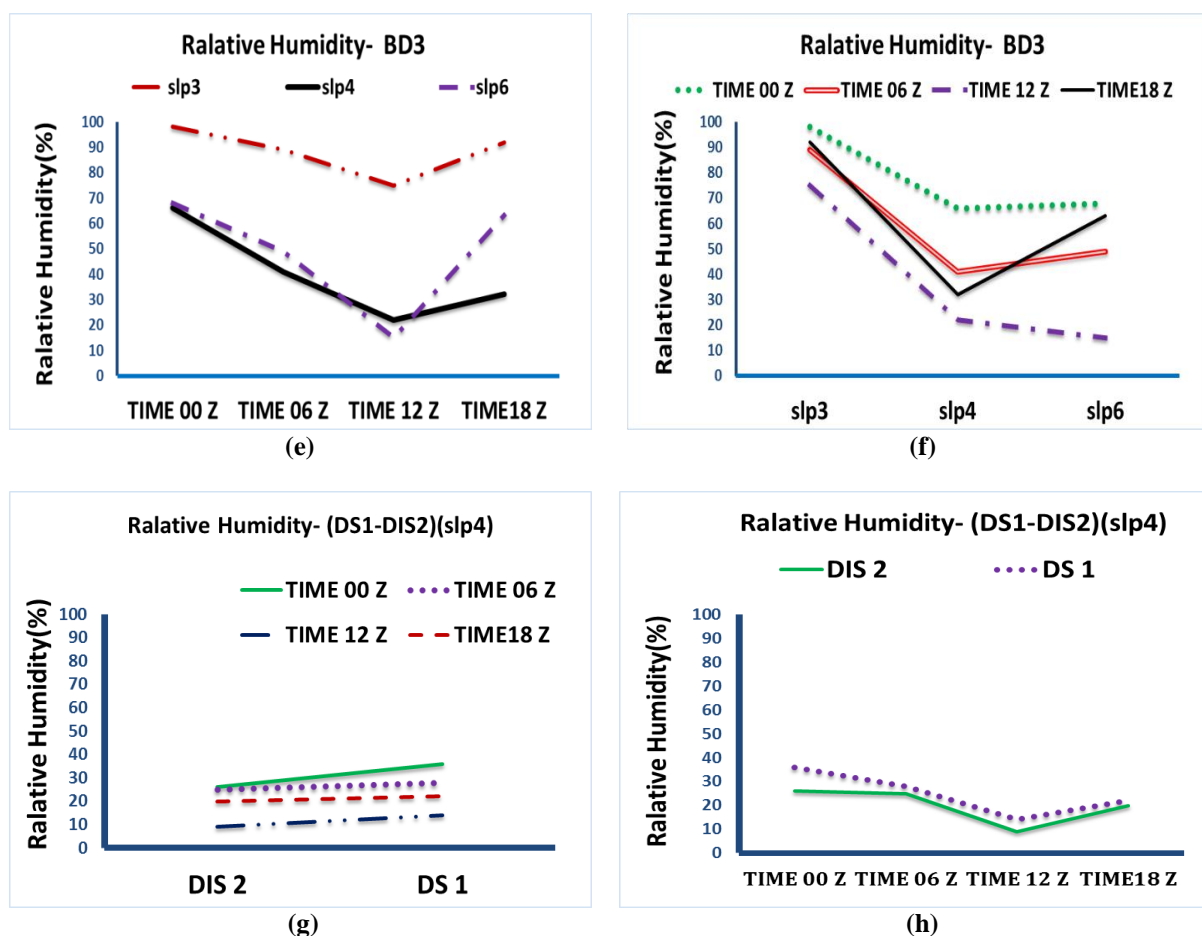 Ralative Humidity- BD3
slp3 slp4 slp6
Ralative Humidity(%)
100
90
80
70
60
50
40
30
20
10
0
TIME 00 Z TIME 06 Z TIME 12 Z TIME18 Z
(e)
Ralative Humidity- BD3
TIME 00 Z TIME 06 Z TIME 12 Z TIME18 Z
Ralative Humidity(%)
100
90
80
70
60
50
40
30
20
10
0
slp3 slp4 slp6
(f)
Ralative Humidity- (DS1-DIS2)(slp4)
TIME 00 Z TIME 06 Z
TIME 12 Z TIME18 Z
Relative Humidity(%)
100
90
80
70
60
50
40
30
20
10
0
DIS 2 DS 1
(g)
Ralative Humidity- (DS1-DIS2)(slp4)
DIS 2 DS 1
Relative Humidity(%)
100
90
80
70
60
50
40
30
20
10
0
TIME 00 Z TIME 06 Z TIME 12 Z TIME18 Z
(h)